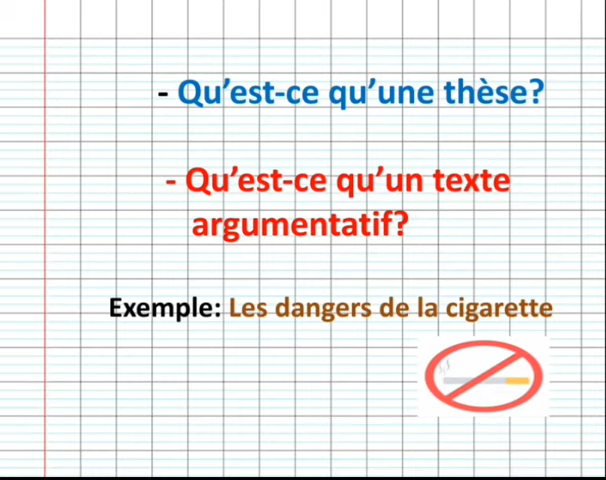 - Qu’est-ce qu’une thèse?
- Qu’est-ce qu’un texte
argumentatif?
Exemple: Les dangers de la cigarette